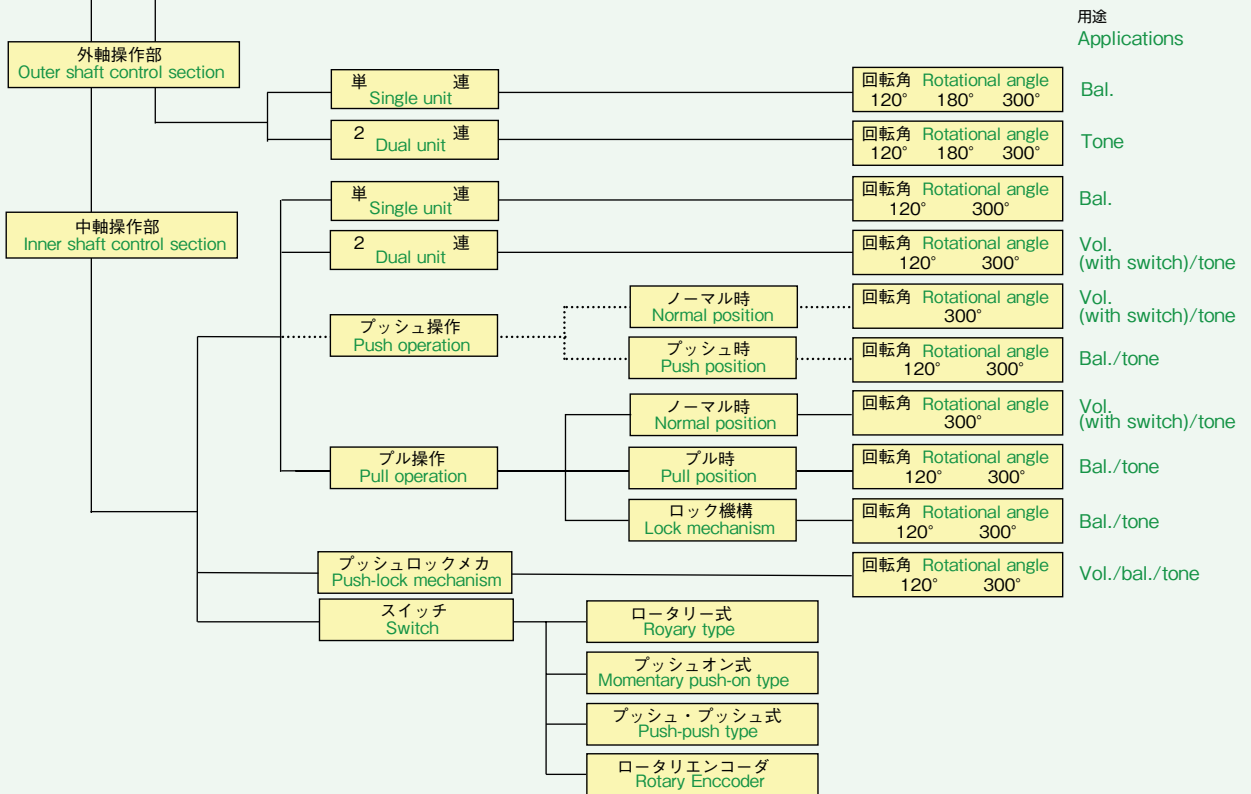 用途
Applications
外軸操作部
Outer shaft control section
単 連
Single unit
回転角 Rotational angle
120° 180° 300°
Bal.
2 連
Dual unit
回転角 Rotational angle
120° 180° 300°
Tone
中軸操作部
Inner shaft control section
単 連
Single unit
回転角 Rotational angle
120° 300°
Bal.
2 連
Dual unit
回転角 Rotational angle
120° 300°
Vol.
(with switch)/tone
プッシュ操作
Push operation
ノーマル時
Normal position
回転角 Rotational angle
300°
Vol.
(with switch)/tone
プッシュ時
Push position
回転角 Rotational angle
120° 300°
Bal./tone
プル操作
Pull operation
ノーマル時
Normal position
回転角 Rotational angle
300°
Vol.
(with switch)/tone
プル時
Pull position
回転角 Rotational angle
120° 300°
Bal./tone
ロック機構
Lock mechanism
回転角 Rotational angle
120° 300°
Bal./tone
プッシュロックメカ
Push-lock mechanism
回転角 Rotational angle
120° 300°
Vol./bal./tone
スイッチ
Switch
ロータリー式
Royary type
プッシュオン式
Momentary push-on type
プッシュ・プッシュ式
Push-push type
ロータリエンコーダ
Rotary Enccoder